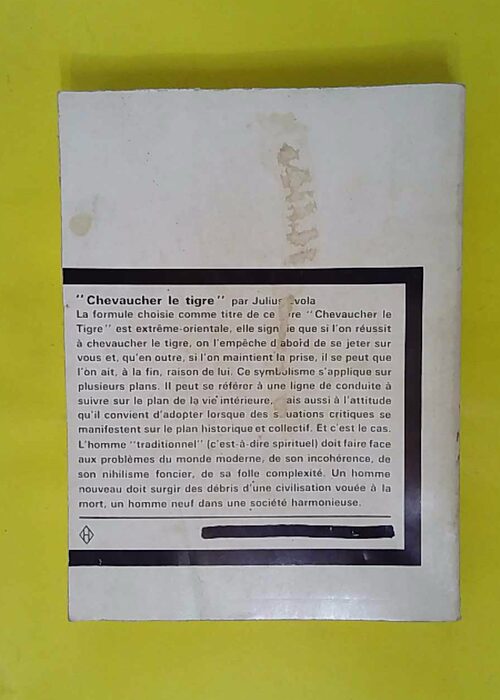 "Chevaucher le tigre" par Julius Evola
La formule choisie comme titre de ce livre "Chevaucher le
Tigre" est extrême-orientale, elle signifie que si l'on réussit
à chevaucher le tigre, on l'empêche d'abord de se jeter sur
vous et, qu'en outre, si l'on maintient la prise, il se peut que
l'on ait, à la fin, raison de lui. Ce symbolisme s'applique sur
plusieurs plans. Il peut se référer à une ligne de conduite à
suivre sur le plan de la vie intérieure, mais aussi à l'attitude
qu'il convient d'adopter lorsque des situations critiques se
manifestent sur le plan historique et collectif. Et c'est le cas.
L'homme "traditionnel" (c'est-à-dire spirituel) doit faire face
aux problèmes du monde moderne, de son incohérence, de
son nihilisme foncier, de sa folle complexité. Un homme
nouveau doit surgir des débris d'une civilisation vouée à la
mort, un homme neuf dans une société harmonieuse.
H